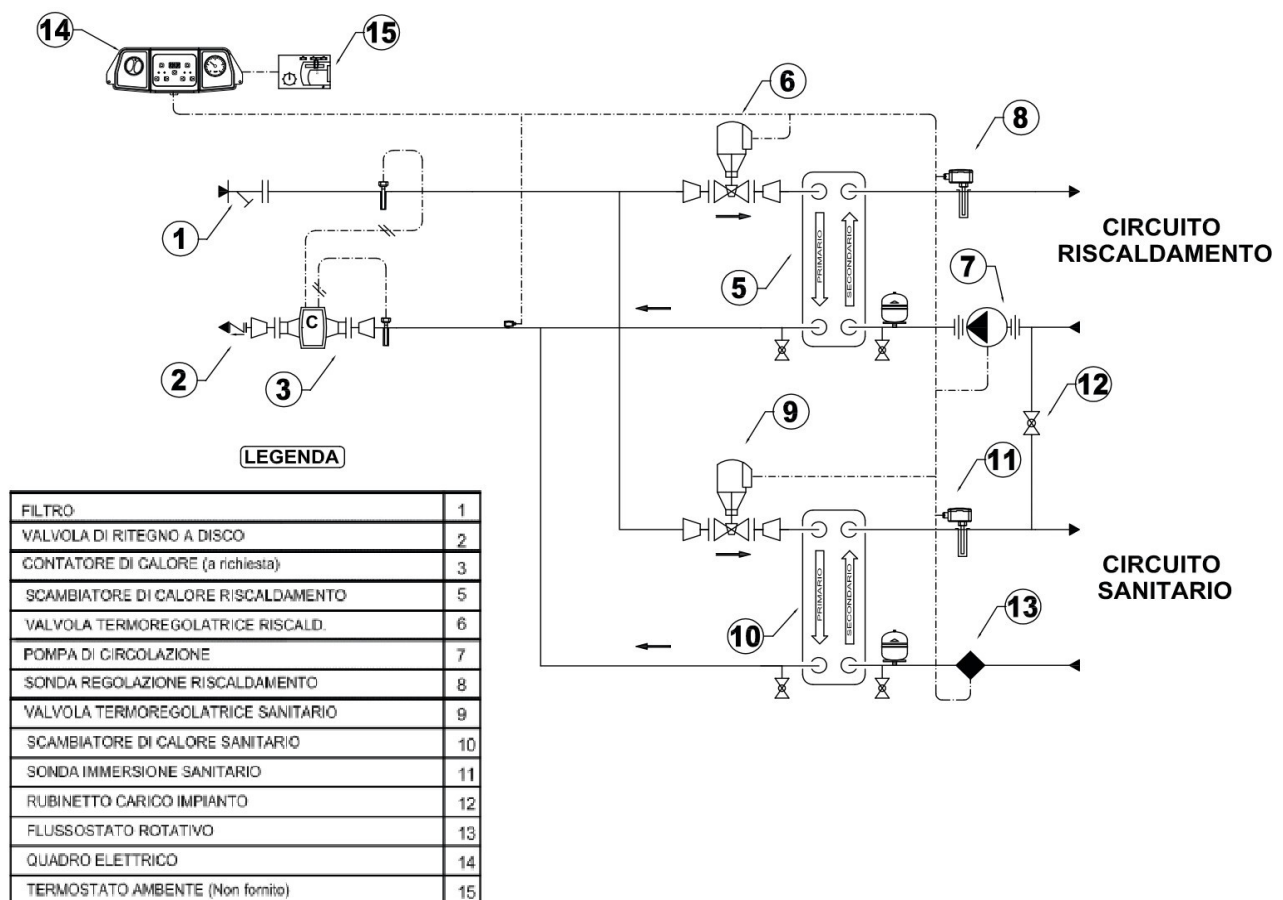 14
15
6
8
1
CIRCUITO
RISCALDAMENTO
PRIMARIO
SECONDARIO
5
7
C
2
3
12
9
LEGENDA
11
FILTRO 1
VALVOLA DI RITEGNO A DISCO 2
CONTATORE DI CALORE (a richiesta) 3
SCAMBIATORE DI CALORE RISCALDAMENTO 5
VALVOLA TERMOREGOLATRICE RISCALD. 6
POMPA DI CIRCOLAZIONE 7
SONDA REGOLAZIONE RISCALDAMENTO 8
VALVOLA TERMOREGOLATRICE SANITARIO 9
SCAMBIATORE DI CALORE SANITARIO 10
SONDA IMMERSIONE SANITARIO 11
RUBINETTO CARICO IMPIANTO 12
FLUSSOSTATO ROTATIVO 13
QUADRO ELETTRICO 14
TERMOSTATO AMBENTE (Non fornito) 15
CIRCUITO
SANITARIO
PRIMARIO
SECONDARIO
13
10